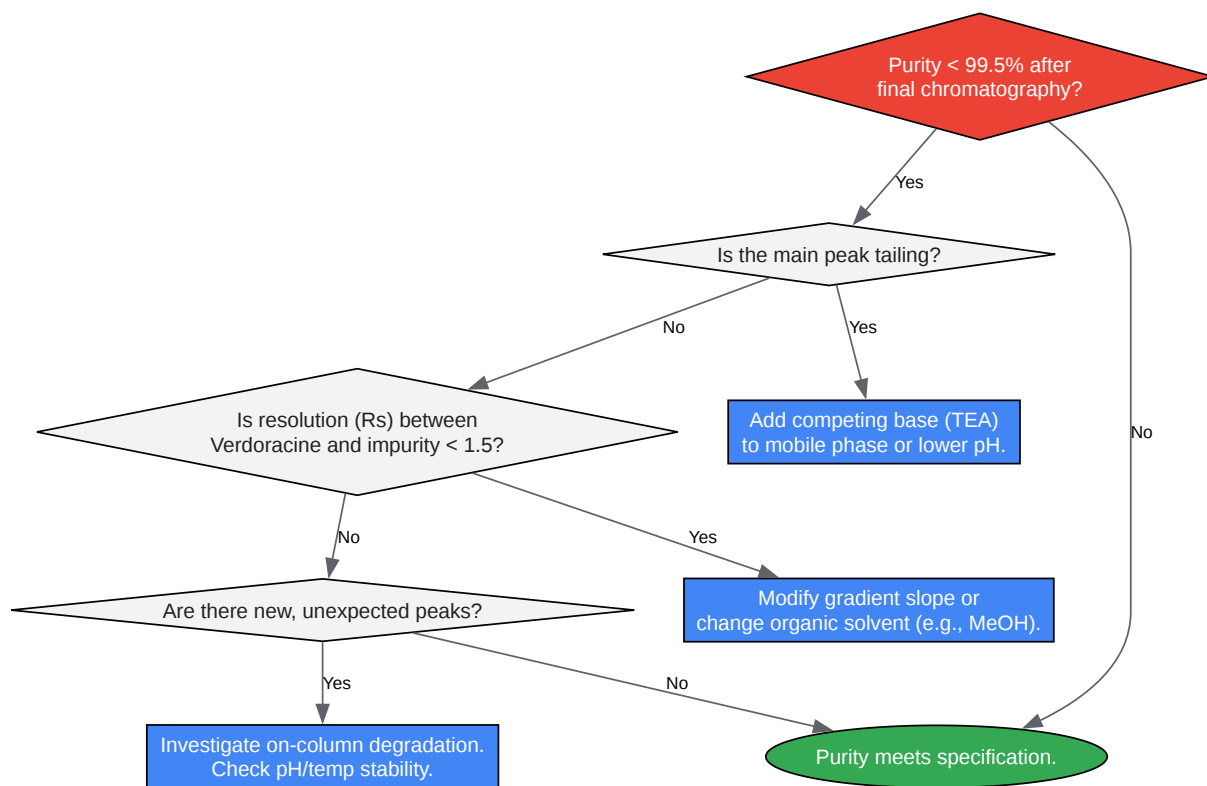 Purity < 99.5% after
final chromatography?
Yes
Is the main peak tailing?
No
Yes
Is resolution (Rs) between
Verdoracine and impurity < 1.5?
Add competing base (TEA)
to mobile phase or lower pH.
No
No
Yes
Are there new, unexpected peaks?
Modify gradient slope or
change organic solvent (e.g., MeOH).
Yes
No
Investigate on-column degradation.
Check pH/temp stability.
Purity meets specification.